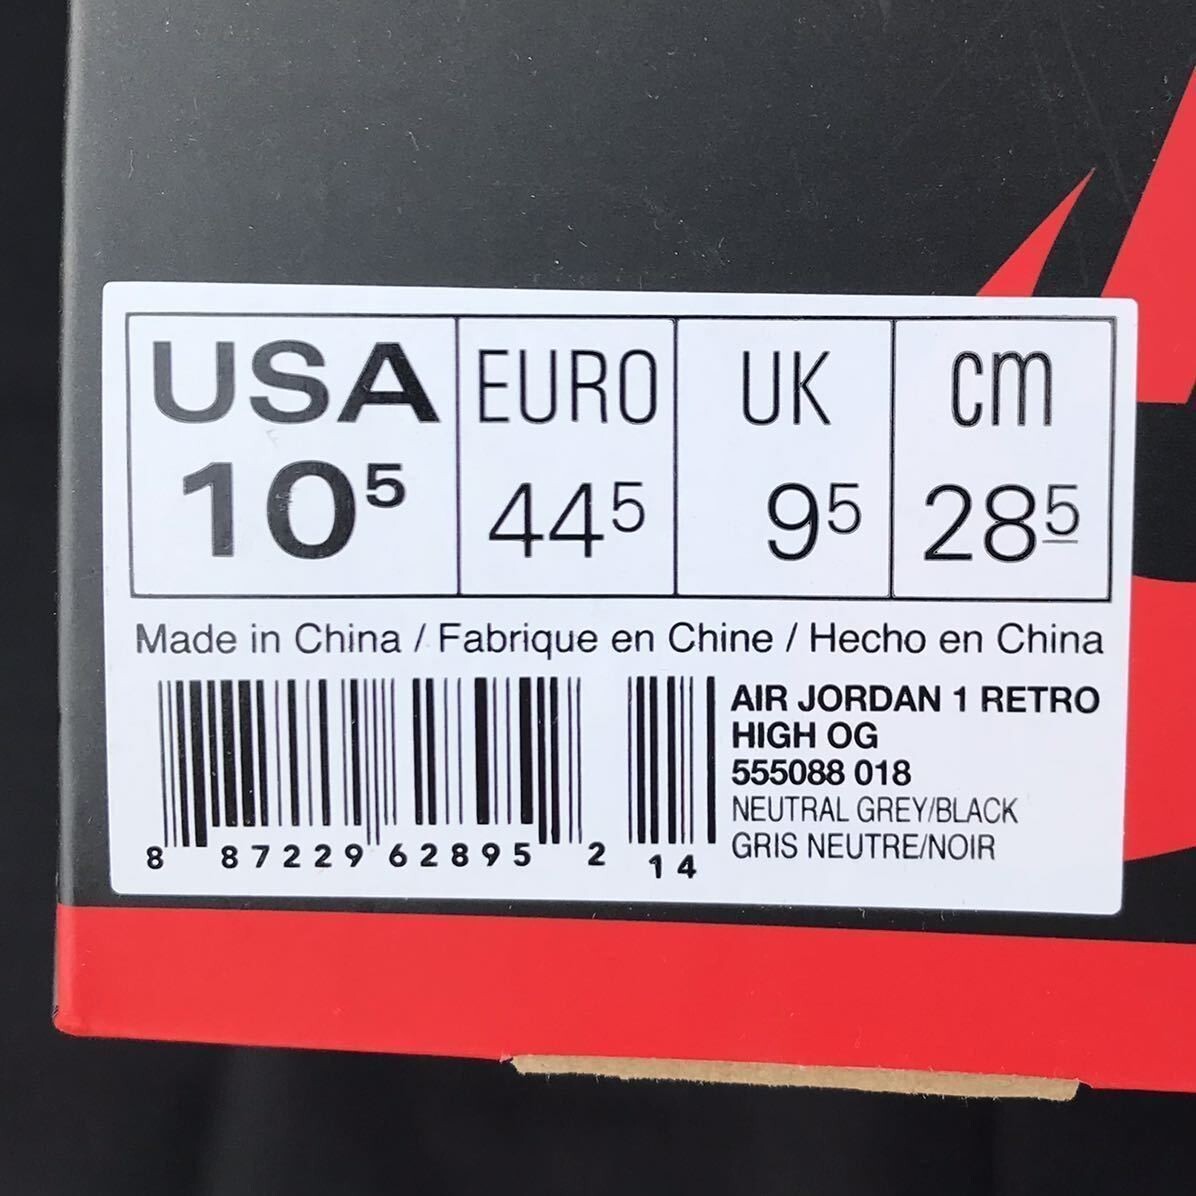 USA EURO UK cm
10⁵ 44⁵ 9⁵ 28⁵
Made in China / Fabrique en Chine / Hecho en China
AIR JORDAN 1 RETRO
HIGH OG
555088 018
NEUTRAL GREY/BLACK
GRIS NEUTRE/NOIR
8 87229 62895 2 14